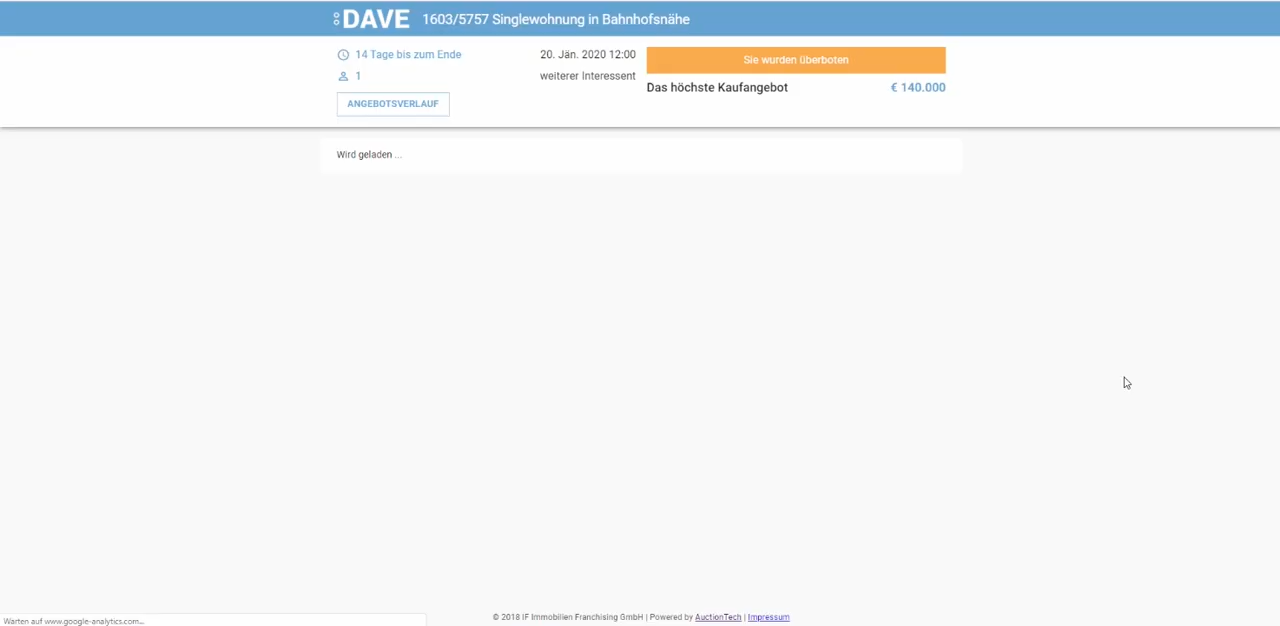 DAVE 1603/5757 Singlewohnung in Bahnhofsnähe
14 Tage bis zum Ende 20. Jän. 2020 12:00
1 weiterer Interessent
ANGEBOTSVERLAUF
Sie wurden überboten
Das höchste Kaufangebot € 140.000
Wird geladen ...
© 2018 IF Immobilien Franchising GmbH | Powered by AuctionTech | Impressum
Warten auf www.google-analytics.com...